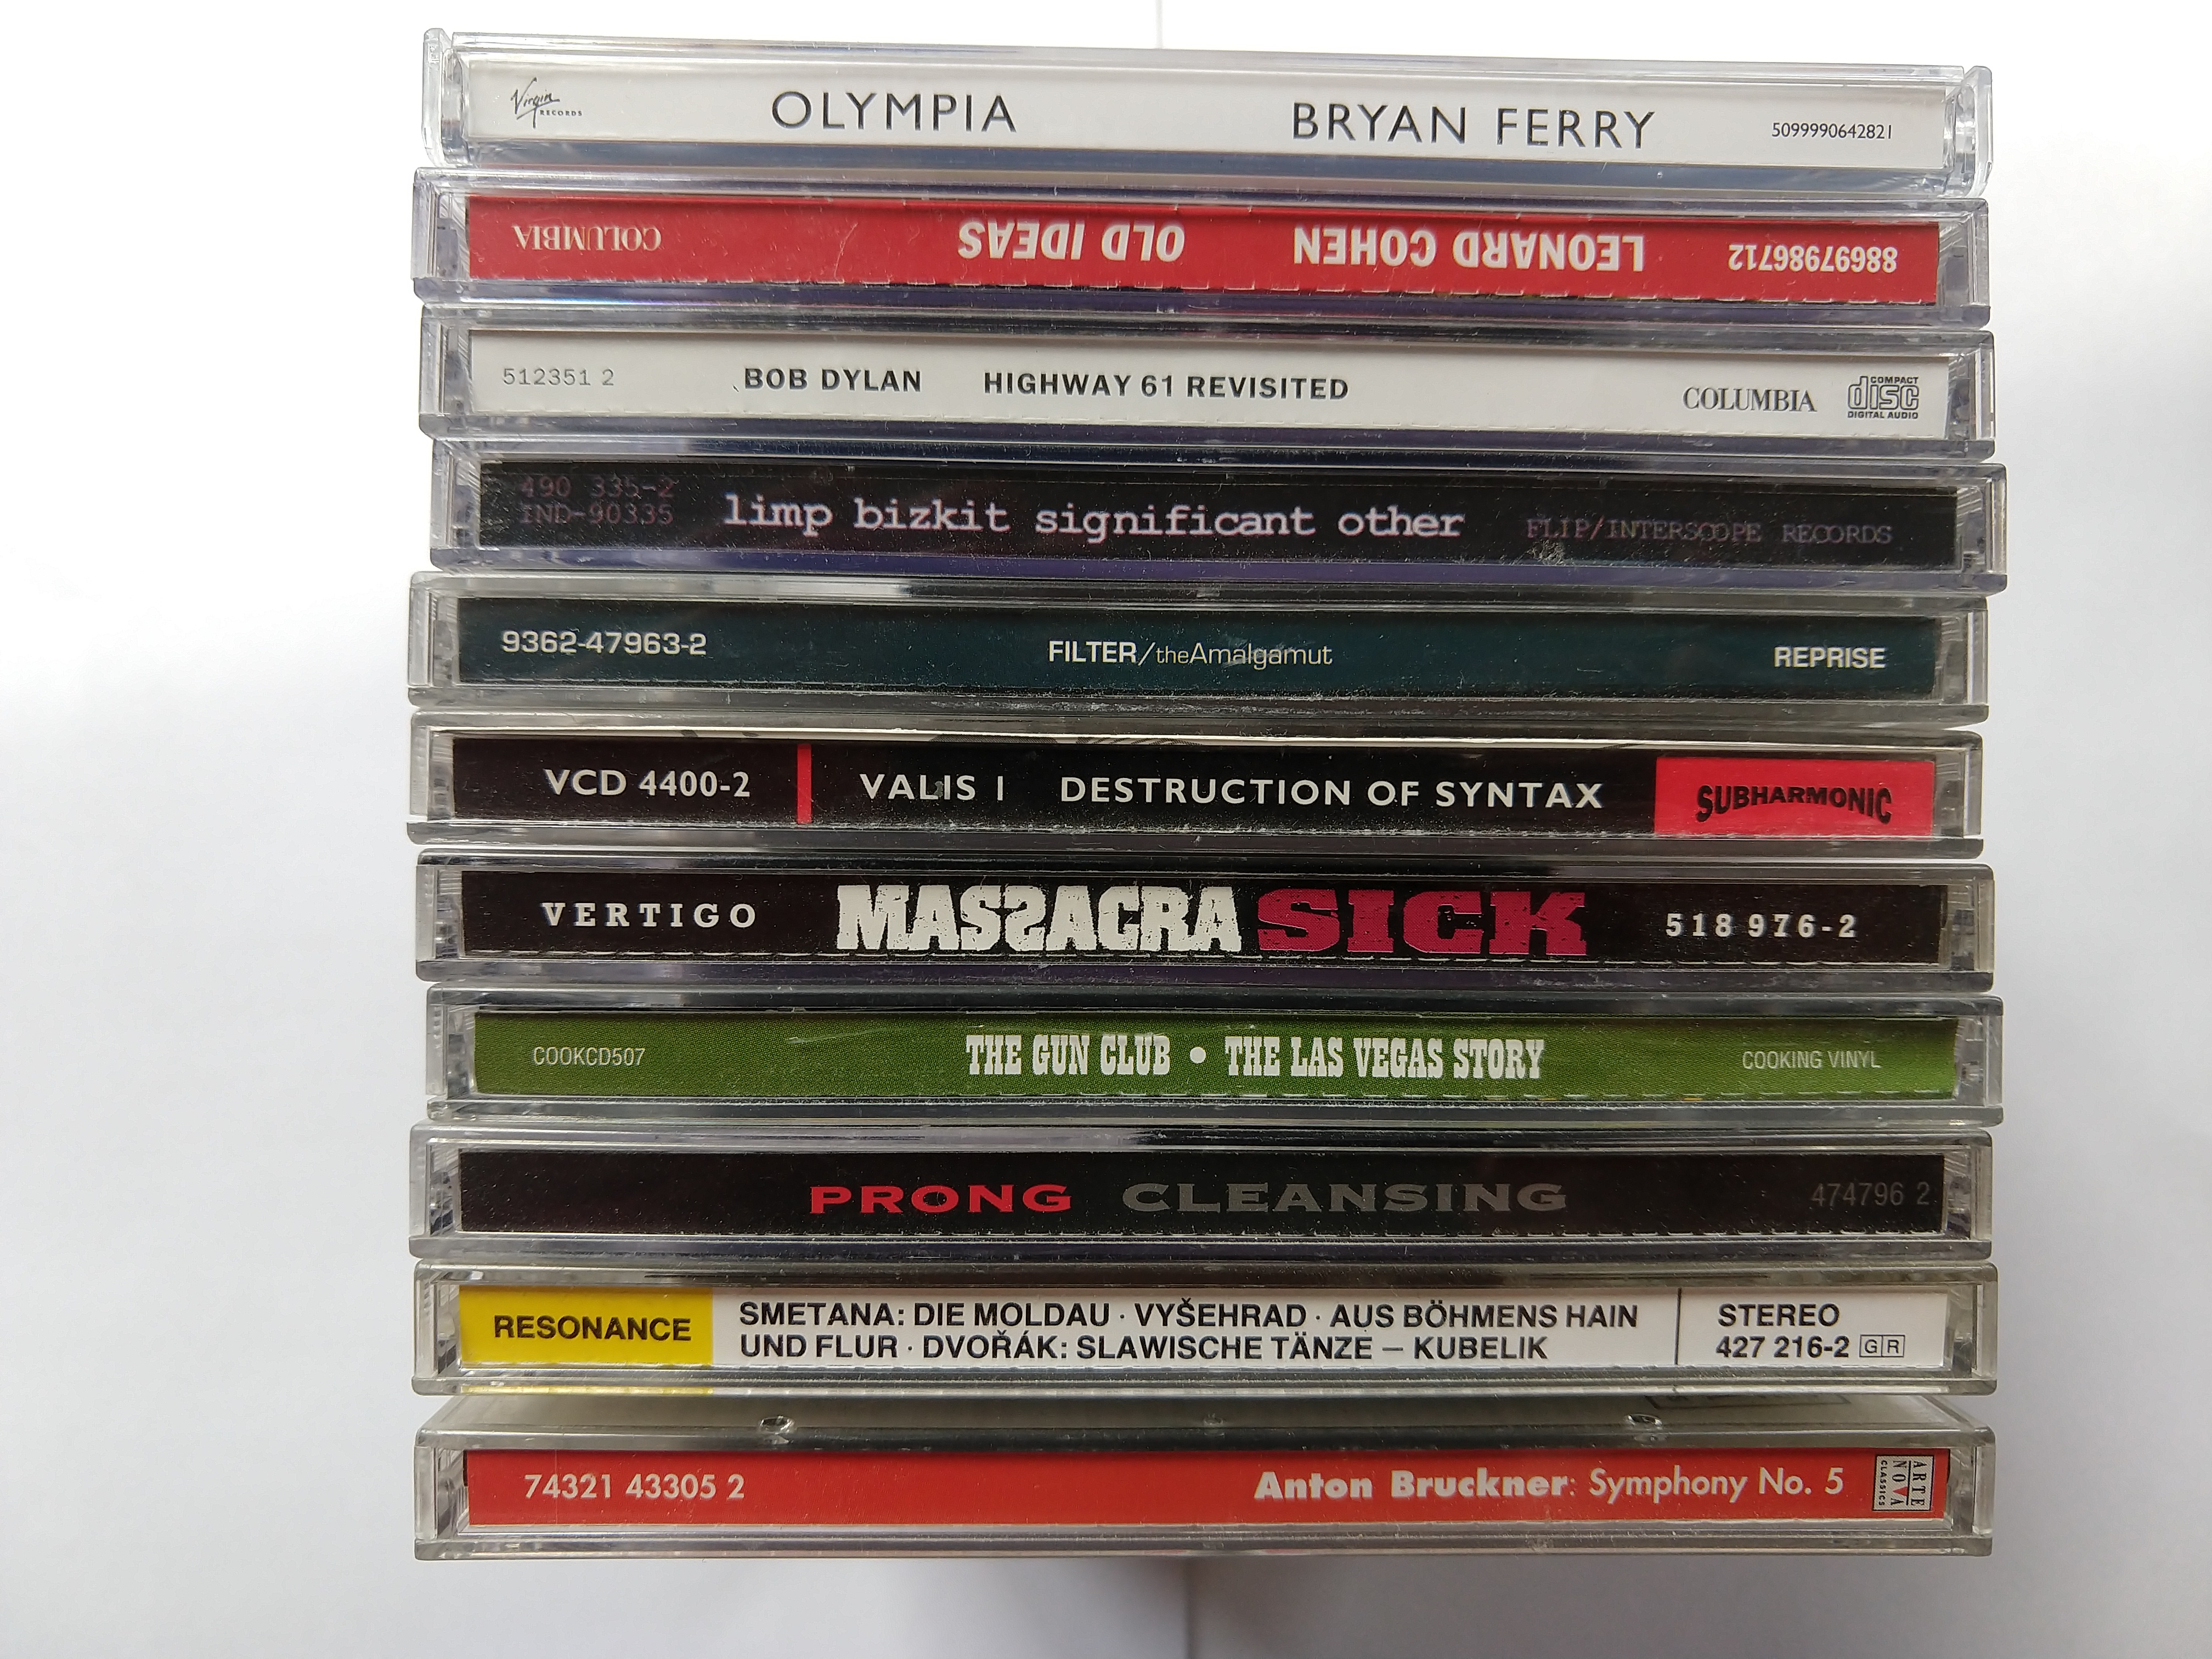 Virgin RECORDS OLYMPIA BRYAN FERRY 5099990642821
88697986712 LEONARD COHEN OLD IDEAS COLUMBIA
512351 2 BOB DYLAN HIGHWAY 61 REVISITED COLUMBIA COMPACT disc DIGITAL AUDIO
490 335-2
IND-90335 limp bizkit significant other FLIP/INTERSCOPE RECORDS
9362-47963-2 FILTER/theAmalgamut REPRISE
VCD 4400-2 VALIS I DESTRUCTION OF SYNTAX SUBHARMONIC
VERTIGO MASSACRA SICK 518 976-2
COOKCD507 THE GUN CLUB • THE LAS VEGAS STORY COOKING VINYL
PRONG CLEANSING 474796 2
RESONANCE SMETANA: DIE MOLDAU · VYŠEHRAD · AUS BÖHMENS HAIN STEREO
UND FLUR · DVOŘÁK: SLAWISCHE TÄNZE – KUBELIK 427 216-2 GR
74321 43305 2 Anton Bruckner: Symphony No. 5 ARTE NOVA CLASSICS